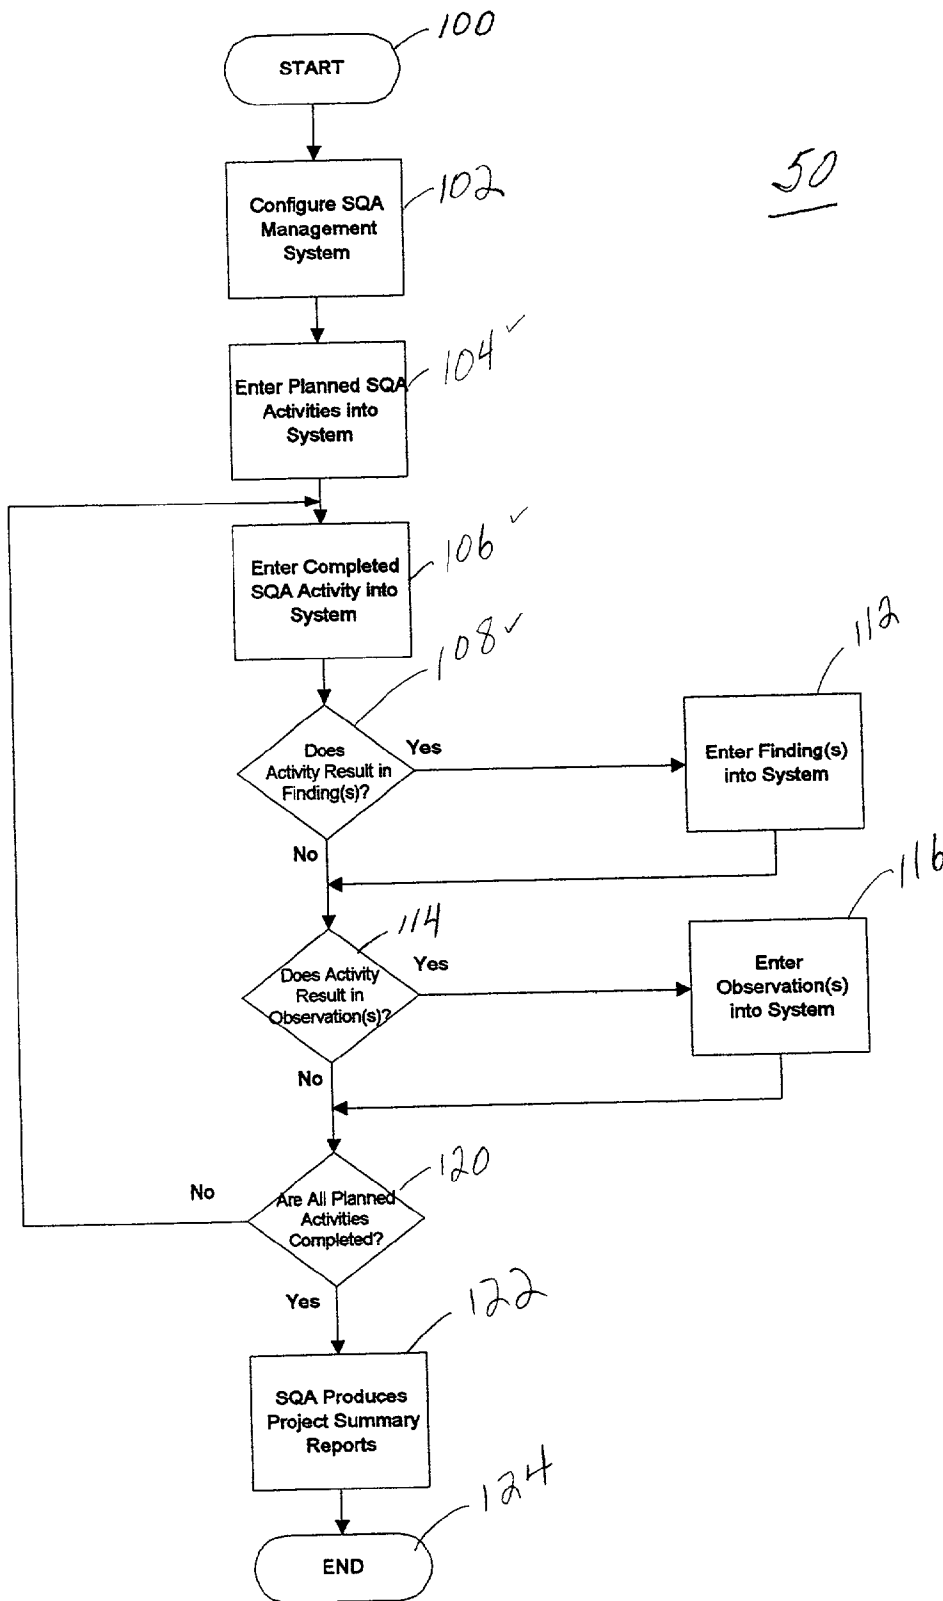 100
START
50
102
Configure SQA
Management
System
104 ✓
Enter Planned SQA
Activities into
System
106 ✓
Enter Completed
SQA Activity into
System
108 ✓
112
Does
Activity Result in
Finding(s)?
Yes
Enter Finding(s)
into System
No
114
116
Does Activity
Result in
Observation(s)?
Yes
Enter
Observation(s)
into System
No
120
No
Are All Planned
Activities
Completed?
Yes
122
SQA Produces
Project Summary
Reports
124
END